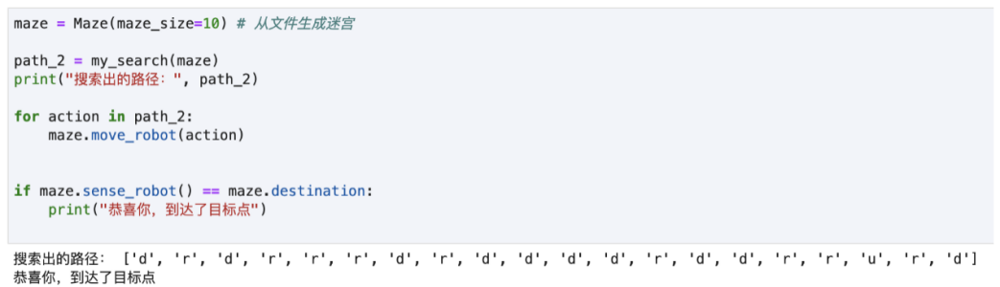 maze = Maze(maze_size=10) # 从文件生成迷宫
path_2 = my_search(maze)
print("搜索出的路径：", path_2)
for action in path_2:
    maze.move_robot(action)
if maze.sense_robot() == maze.destination:
    print("恭喜你，到达了目标点")
搜索出的路径： ['d', 'r', 'd', 'r', 'r', 'r', 'd', 'r', 'd', 'd', 'd', 'd', 'r', 'd', 'd', 'r', 'r', 'u', 'r', 'd']
恭喜你，到达了目标点